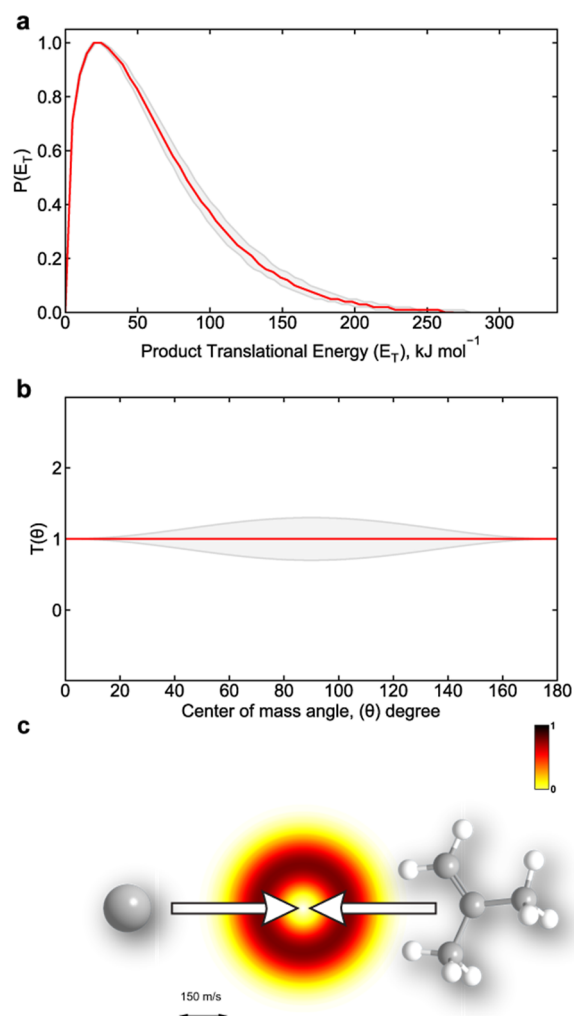 a
1.0
0.8
0.6
0.4
0.2
0.0
P(E_T)
0 50 100 150 200 250 300
Product Translational Energy (E_T), kJ mol⁻¹
b
2
1
0
T(θ)
0 20 40 60 80 100 120 140 160 180
Center of mass angle, (θ) degree
c
1
0
150 m/s